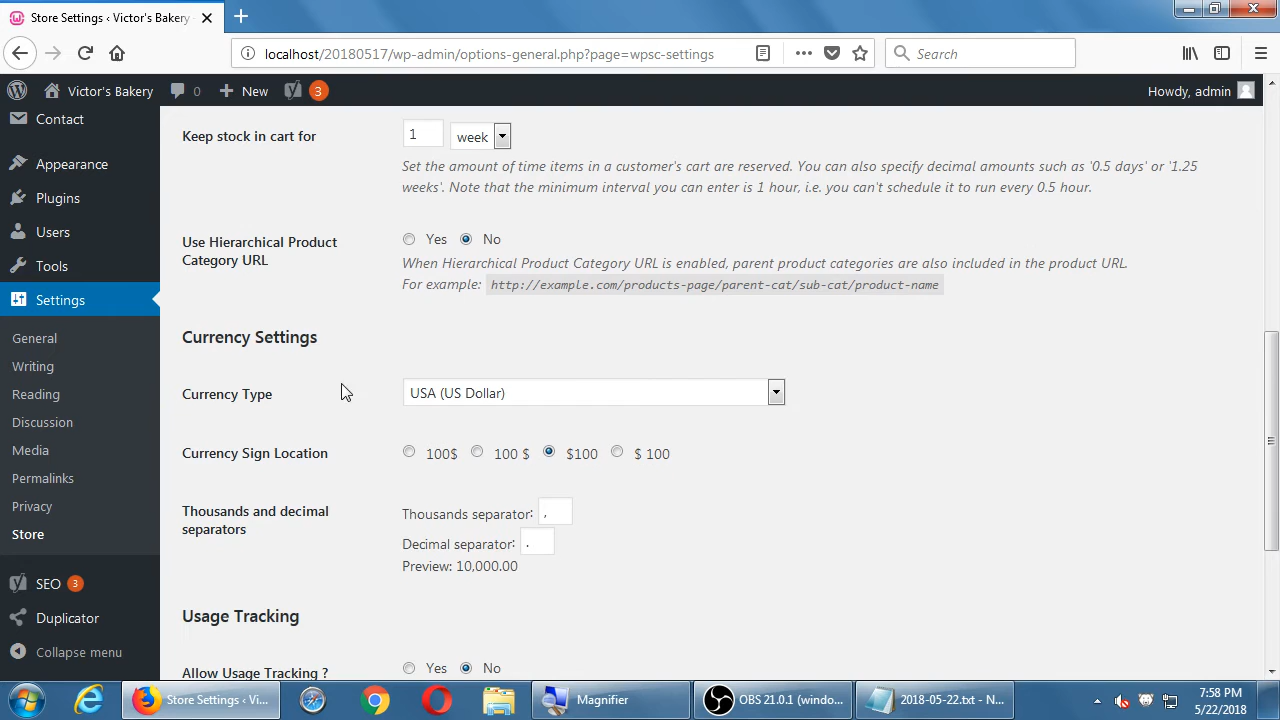 Store Settings ‹ Victor's Bakery
localhost/20180517/wp-admin/options-general.php?page=wpsc-settings
Search
Victor's Bakery
0
New
3
Howdy, admin
Contact
Appearance
Plugins
Users
Tools
Settings
General
Writing
Reading
Discussion
Media
Permalinks
Privacy
Store
SEO 3
Duplicator
Collapse menu
Keep stock in cart for
1
week
Set the amount of time items in a customer's cart are reserved. You can also specify decimal amounts such as '0.5 days' or '1.25
weeks'. Note that the minimum interval you can enter is 1 hour, i.e. you can't schedule it to run every 0.5 hour.
Use Hierarchical Product
Category URL
Yes
No
When Hierarchical Product Category URL is enabled, parent product categories are also included in the product URL.
For example: http://example.com/products-page/parent-cat/sub-cat/product-name
Currency Settings
Currency Type
USA (US Dollar)
Currency Sign Location
100$
100 $
$100
$ 100
Thousands and decimal
separators
Thousands separator: ,
Decimal separator: .
Preview: 10,000.00
Usage Tracking
Allow Usage Tracking ?
Yes
No
Store Settings ‹ Vi...
Magnifier
OBS 21.0.1 (windo...
2018-05-22.txt - N...
7:58 PM
5/22/2018